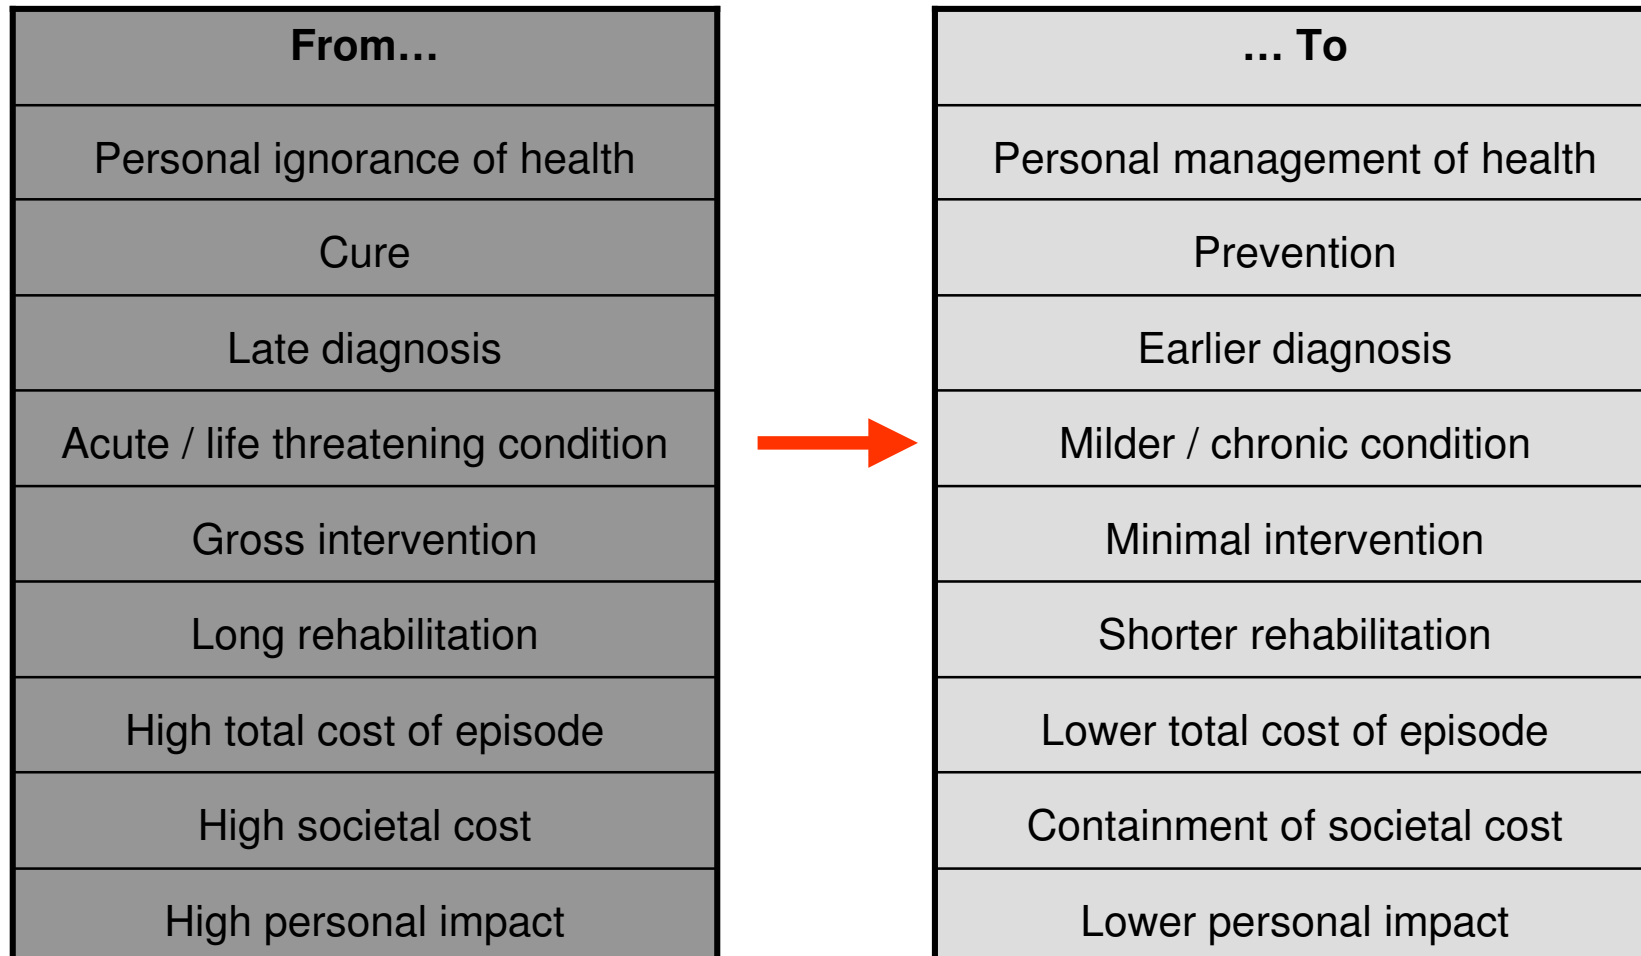 From…
Personal ignorance of health
Cure
Late diagnosis
Acute / life threatening condition
Gross intervention
Long rehabilitation
High total cost of episode
High societal cost
High personal impact
… To
Personal management of health
Prevention
Earlier diagnosis
Milder / chronic condition
Minimal intervention
Shorter rehabilitation
Lower total cost of episode
Containment of societal cost
Lower personal impact